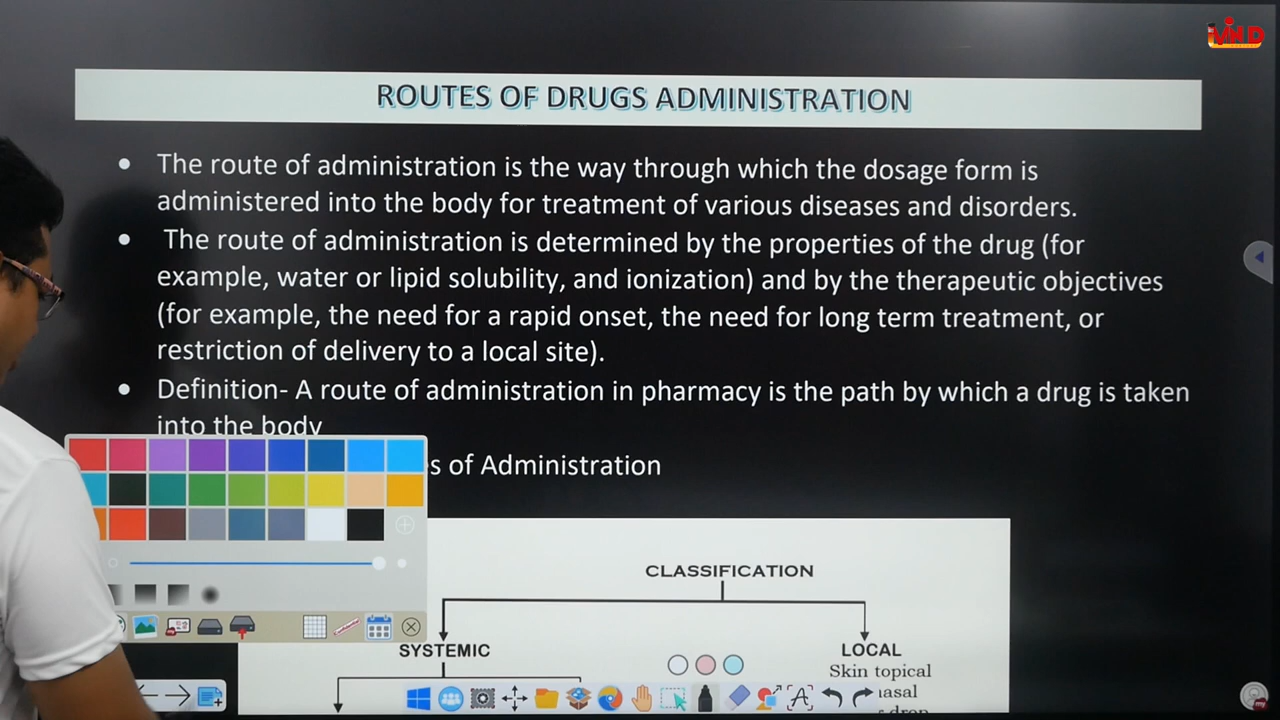 ROUTES OF DRUGS ADMINISTRATION
• The route of administration is the way through which the dosage form is
administered into the body for treatment of various diseases and disorders.
• The route of administration is determined by the properties of the drug (for
example, water or lipid solubility, and ionization) and by the therapeutic objectives
(for example, the need for a rapid onset, the need for long term treatment, or
restriction of delivery to a local site).
• Definition- A route of administration in pharmacy is the path by which a drug is taken
into the body
of Administration
CLASSIFICATION
SYSTEMIC
LOCAL
Skin topical